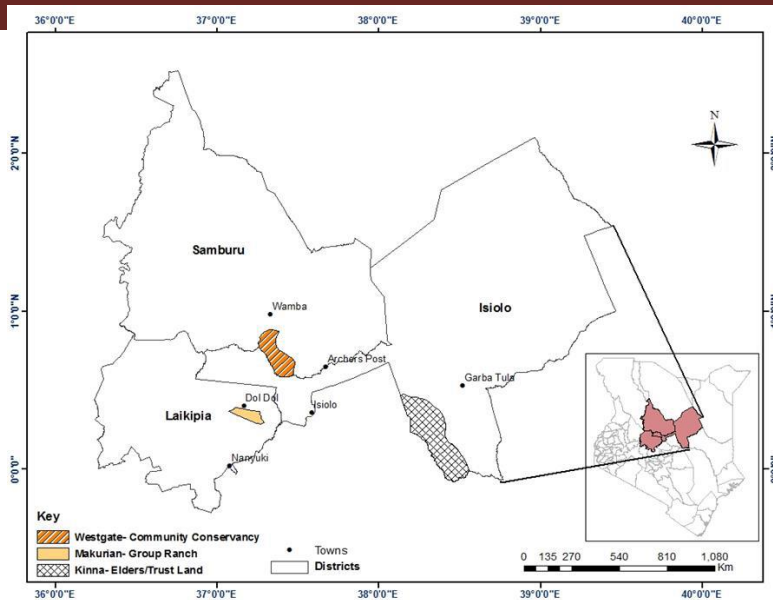 36°0'0"E 37°0'0"E 38°0'0"E 39°0'0"E 40°0'0"E
N
2°0'0"N
Samburu
Wamba
Isiolo
1°0'0"N
Archers Post
Garba Tula
Dol Dol
Isiolo
Laikipia
Nanyuki
0°0'0"
Key
Westgate- Community Conservancy
Makurian- Group Ranch
Kinna- Elders/Trust Land
Towns
Districts
0 135 270 540 810 1,080
Km
36°0'0"E 37°0'0"E 38°0'0"E 39°0'0"E 40°0'0"E